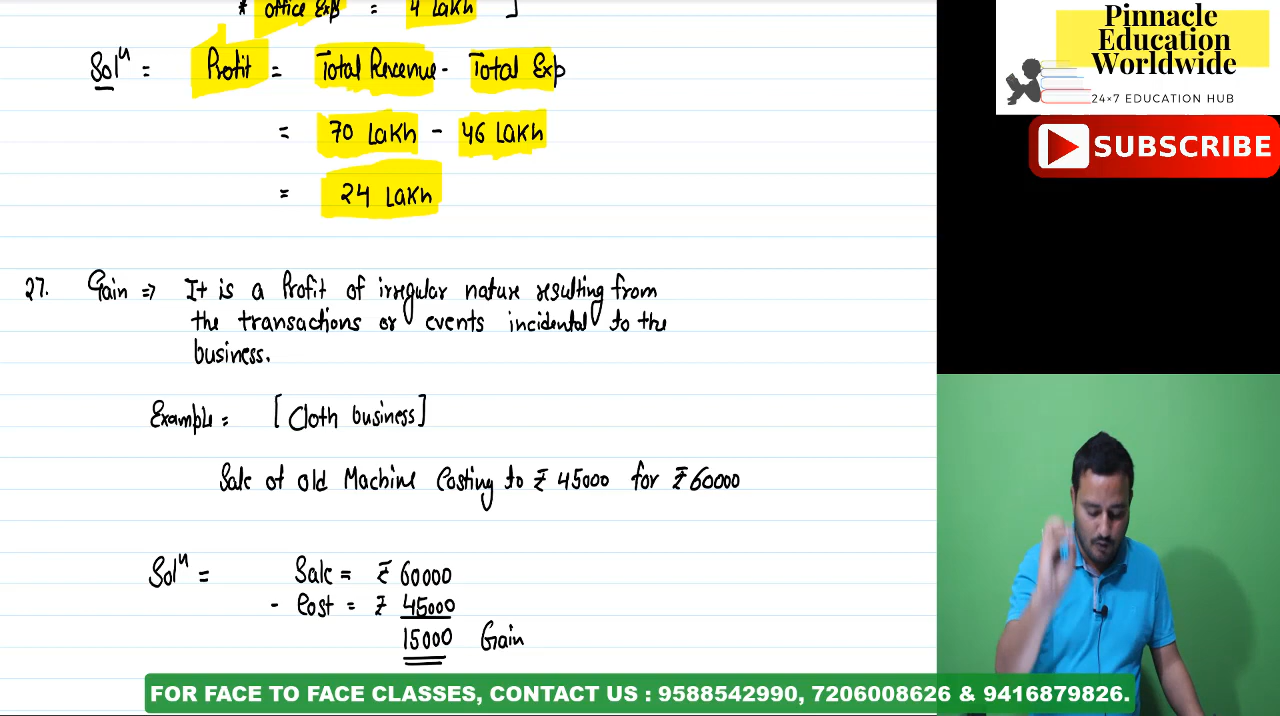 * office Exp = 4 Lakh ]
Solⁿ = Profit = Total Revenue - Total Exp
= 70 Lakh - 46 Lakh
= 24 Lakh
27. Gain => It is a Profit of irregular nature resulting from
the transactions or events incidental to the
business.
Example = [Cloth business]
Sale of old Machine Costing to ₹ 45000 for ₹ 60000
Solⁿ = Sale = ₹ 60000
- Cost = ₹ 45000
15000 Gain
Pinnacle
Education
Worldwide
24×7 EDUCATION HUB
SUBSCRIBE
FOR FACE TO FACE CLASSES, CONTACT US : 9588542990, 7206008626 & 9416879826.